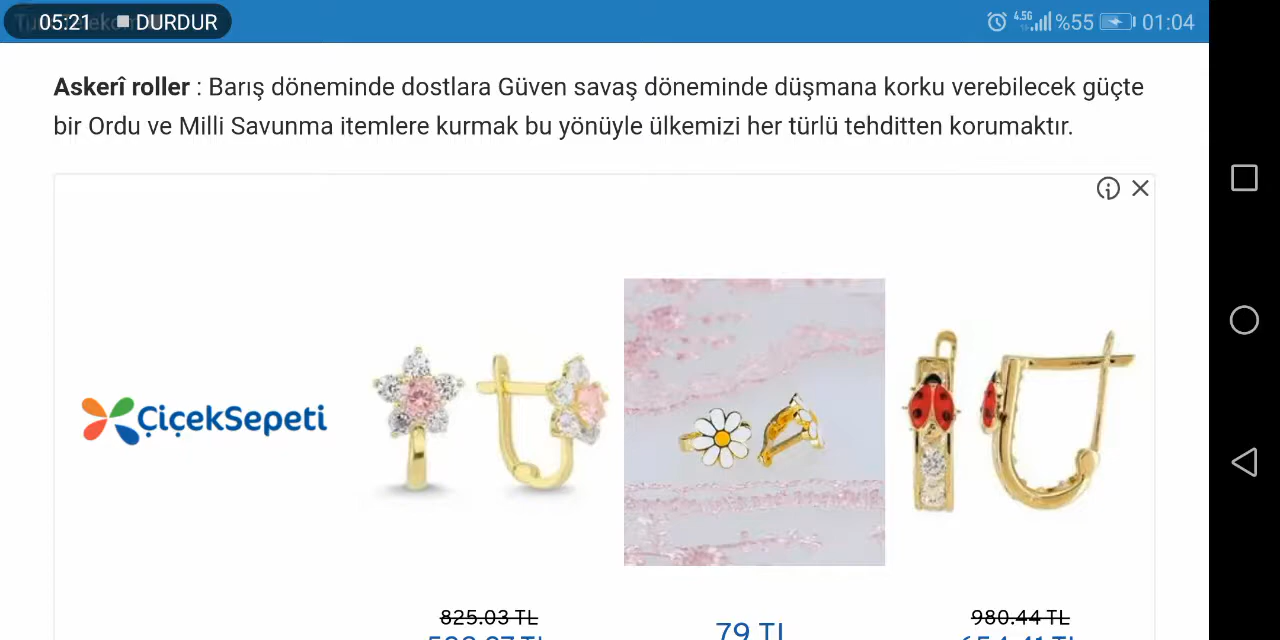 05:21 DURDUR
4.5G %55 01:04
Askerî roller : Barış döneminde dostlara Güven savaş döneminde düşmana korku verebilecek güçte
bir Ordu ve Milli Savunma itemlere kurmak bu yönüyle ülkemizi her türlü tehditten korumaktır.
ÇiçekSepeti
825.03 TL 79 TL 980.44 TL